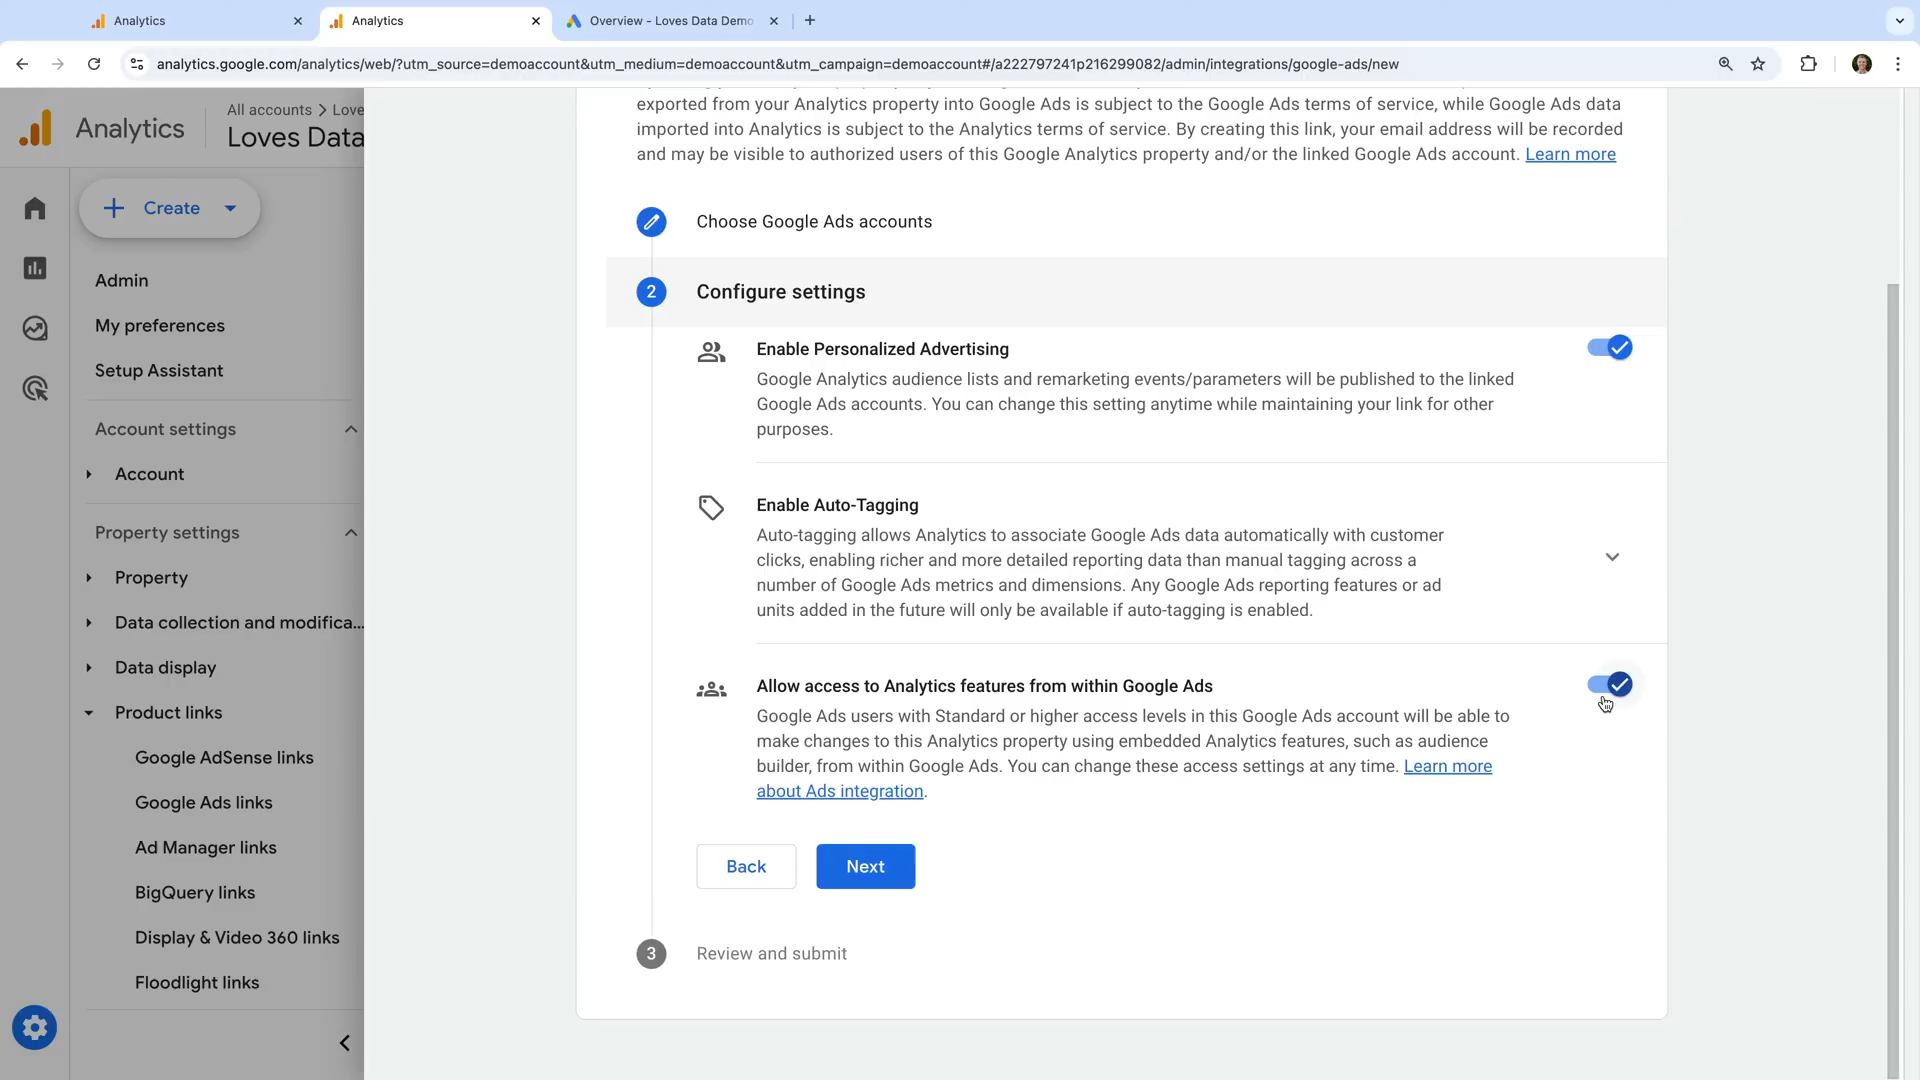 Analytics
Analytics
Overview - Loves Data Demo
analytics.google.com/analytics/web/?utm_source=demoaccount&utm_medium=demoaccount&utm_campaign=demoaccount#/a222797241p216299082/admin/integrations/google-ads/new
Analytics
All accounts > Love
Loves Data
Create
Admin
My preferences
Setup Assistant
Account settings
Account
Property settings
Property
Data collection and modifica...
Data display
Product links
Google AdSense links
Google Ads links
Ad Manager links
BigQuery links
Display & Video 360 links
Floodlight links
exported from your Analytics property into Google Ads is subject to the Google Ads terms of service, while Google Ads data
imported into Analytics is subject to the Analytics terms of service. By creating this link, your email address will be recorded
and may be visible to authorized users of this Google Analytics property and/or the linked Google Ads account. Learn more
Choose Google Ads accounts
2 Configure settings
Enable Personalized Advertising
Google Analytics audience lists and remarketing events/parameters will be published to the linked
Google Ads accounts. You can change this setting anytime while maintaining your link for other
purposes.
Enable Auto-Tagging
Auto-tagging allows Analytics to associate Google Ads data automatically with customer
clicks, enabling richer and more detailed reporting data than manual tagging across a
number of Google Ads metrics and dimensions. Any Google Ads reporting features or ad
units added in the future will only be available if auto-tagging is enabled.
Allow access to Analytics features from within Google Ads
Google Ads users with Standard or higher access levels in this Google Ads account will be able to
make changes to this Analytics property using embedded Analytics features, such as audience
builder, from within Google Ads. You can change these access settings at any time. Learn more
about Ads integration.
Back
Next
3 Review and submit